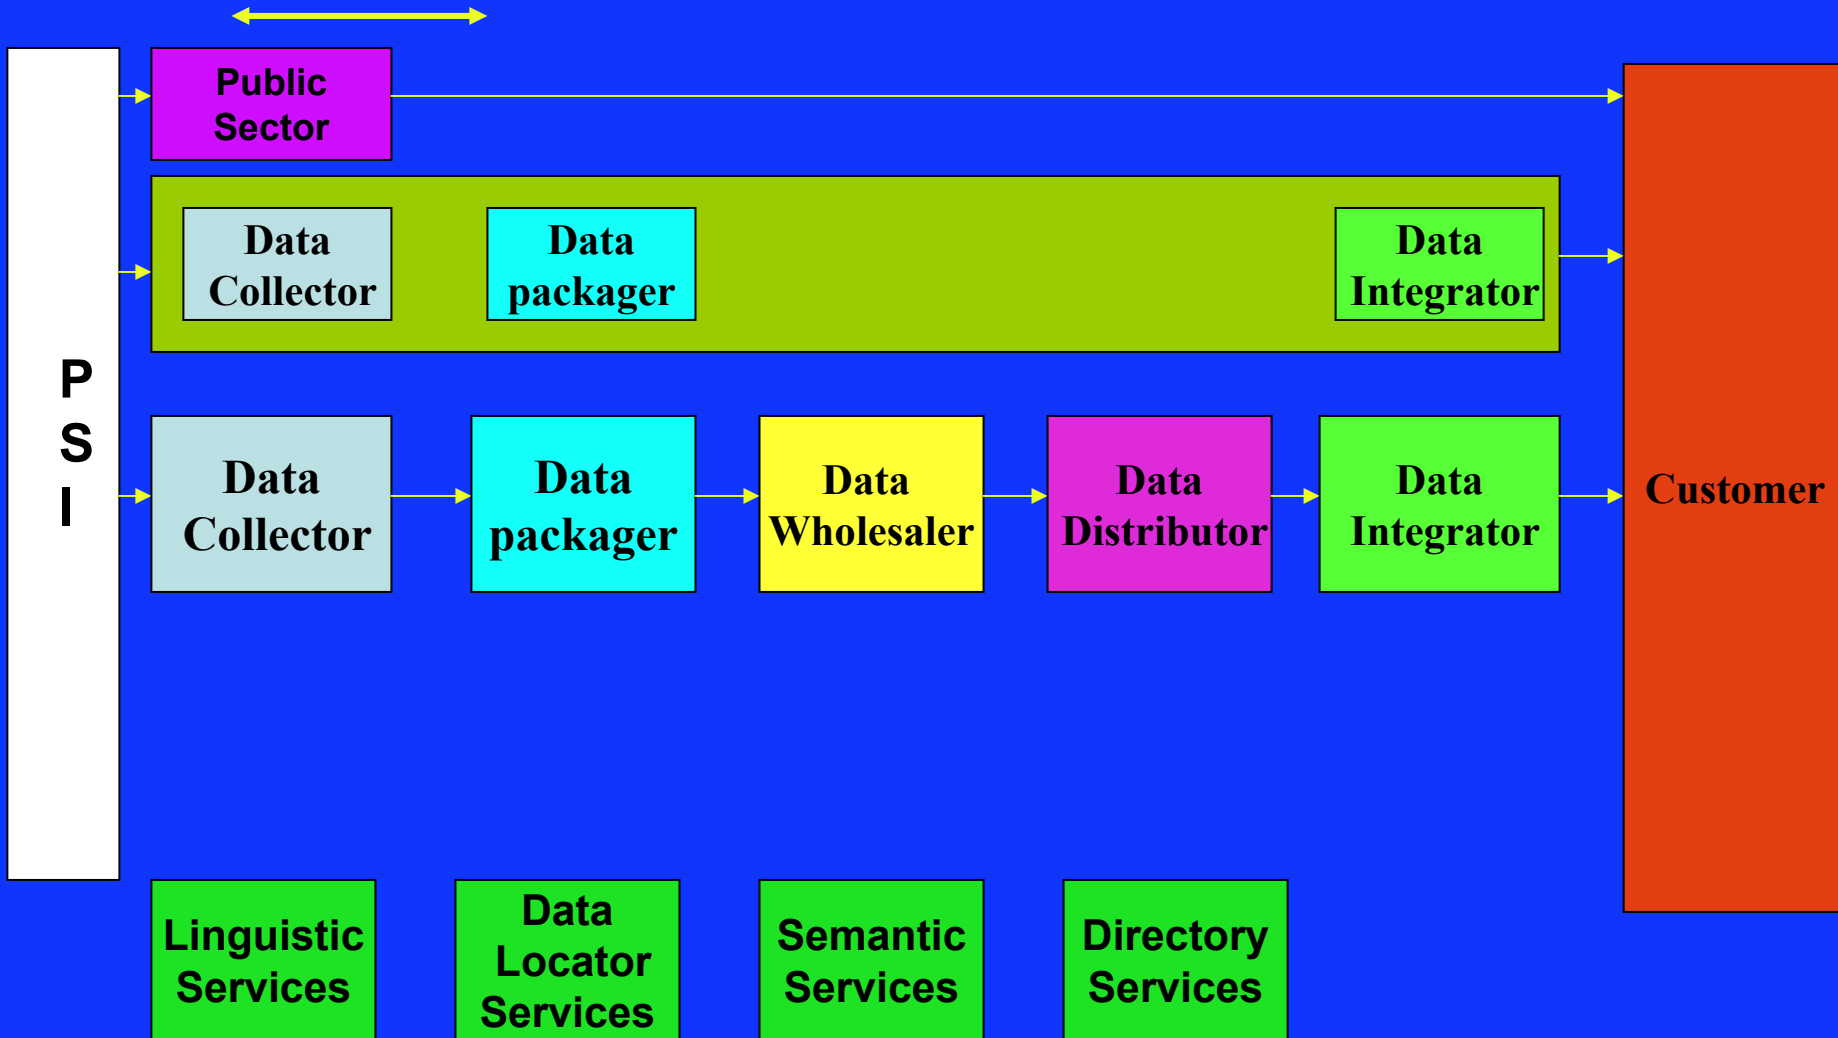 Public
Sector
Data
Collector
Data
packager
Data
Integrator
P
S
I
Data
Collector
Data
packager
Data
Wholesaler
Data
Distributor
Data
Integrator
Customer
Linguistic
Services
Data
Locator
Services
Semantic
Services
Directory
Services